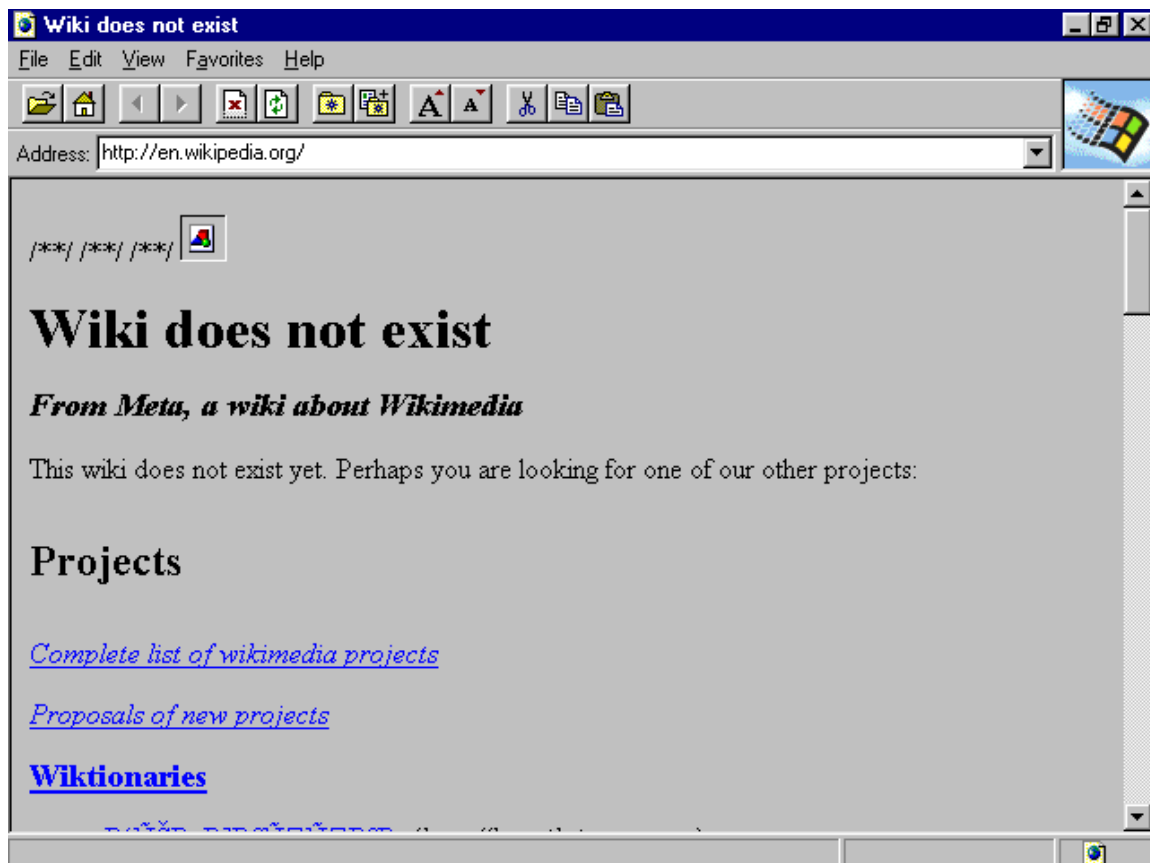 Wiki does not exist
File Edit View Favorites Help
A A
Address: http://en.wikipedia.org/
/**/ /**/ /**/
Wiki does not exist
From Meta, a wiki about Wikimedia
This wiki does not exist yet. Perhaps you are looking for one of our other projects:
Projects
Complete list of wikimedia projects
Proposals of new projects
Wiktionaries